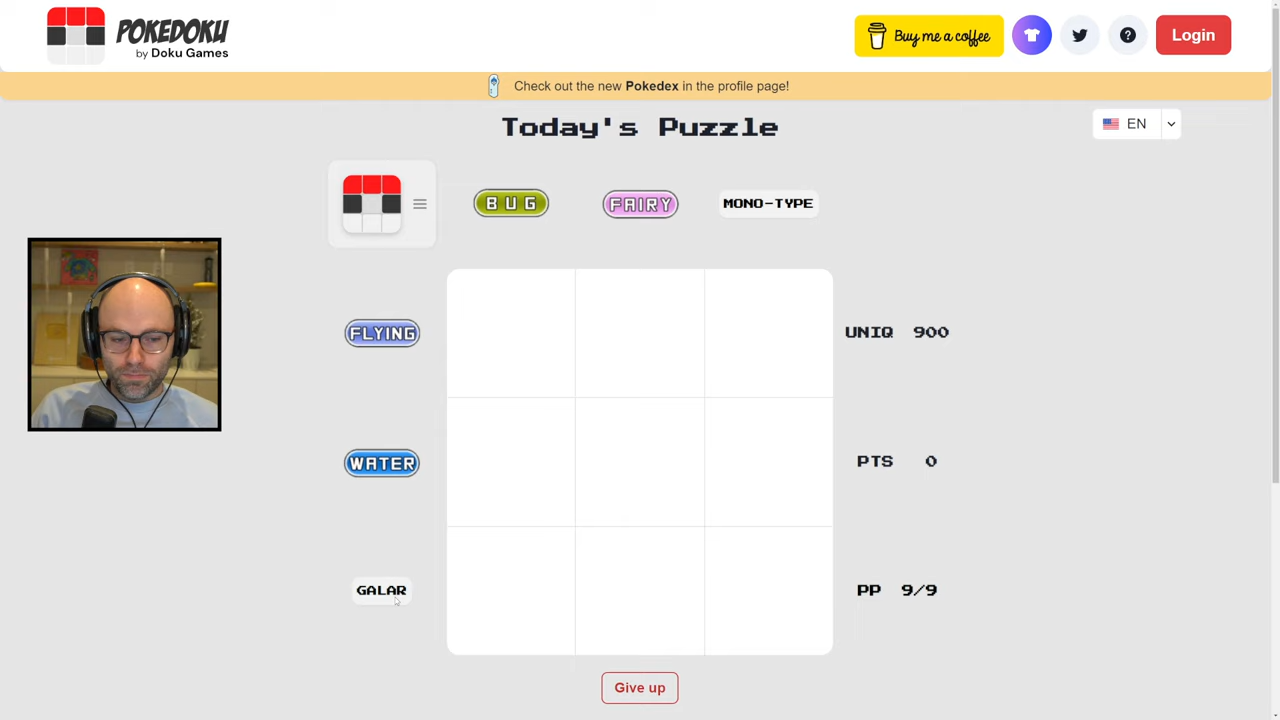 POKEDOKU
by Doku Games
Buy me a coffee
Login
Check out the new Pokedex in the profile page!
Today's Puzzle
EN
BUG
FAIRY
MONO-TYPE
FLYING
UNIQ 900
WATER
PTS 0
GALAR
PP 9/9
Give up